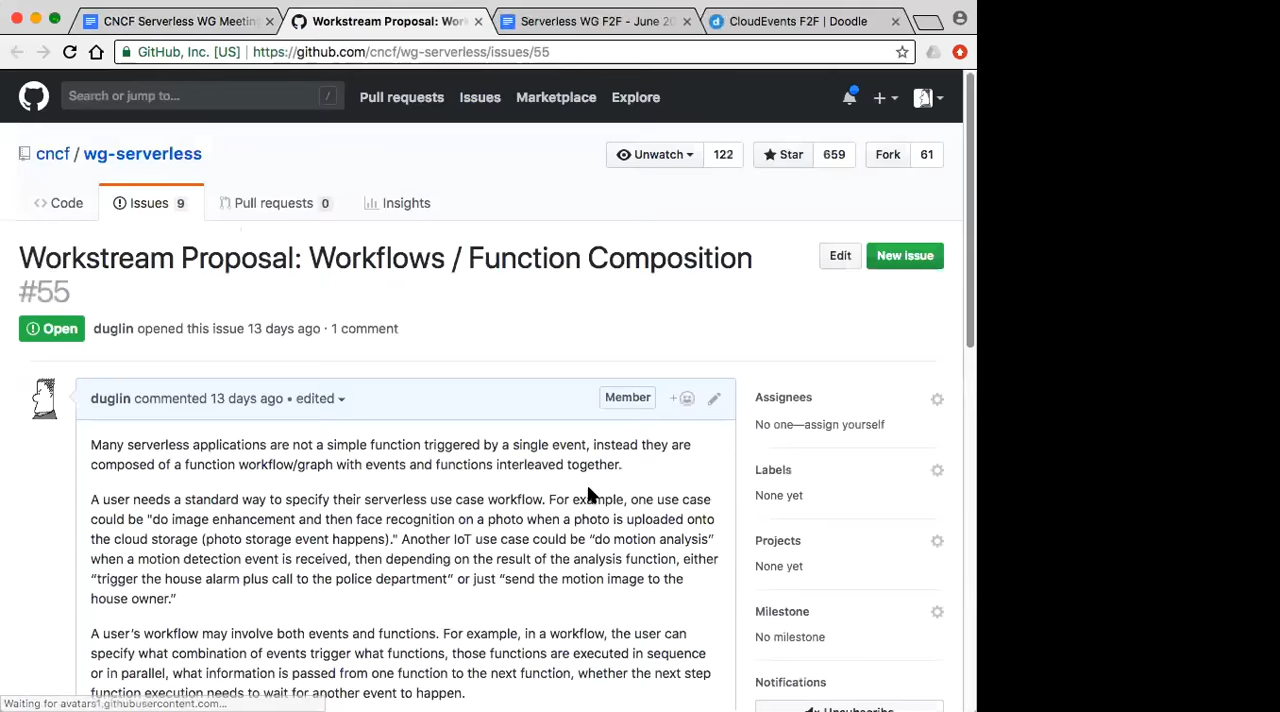 CNCF Serverless WG Meetin
Workstream Proposal: Wor
Serverless WG F2F - June 20
CloudEvents F2F | Doodle
GitHub, Inc. [US] | https://github.com/cncf/wg-serverless/issues/55
Search or jump to... /
Pull requests Issues Marketplace Explore
cncf / wg-serverless
Unwatch 122 Star 659 Fork 61
Code Issues 9 Pull requests 0 Insights
Workstream Proposal: Workflows / Function Composition
#55
Edit New issue
Open duglin opened this issue 13 days ago · 1 comment
duglin commented 13 days ago • edited Member
Many serverless applications are not a simple function triggered by a single event, instead they are
composed of a function workflow/graph with events and functions interleaved together.
A user needs a standard way to specify their serverless use case workflow. For example, one use case
could be "do image enhancement and then face recognition on a photo when a photo is uploaded onto
the cloud storage (photo storage event happens)." Another IoT use case could be “do motion analysis”
when a motion detection event is received, then depending on the result of the analysis function, either
“trigger the house alarm plus call to the police department” or just “send the motion image to the
house owner.”
A user’s workflow may involve both events and functions. For example, in a workflow, the user can
specify what combination of events trigger what functions, those functions are executed in sequence
or in parallel, what information is passed from one function to the next function, whether the next step
function execution needs to wait for another event to happen.
Assignees
No one—assign yourself
Labels
None yet
Projects
None yet
Milestone
No milestone
Notifications
Unsubscribe
Waiting for avatars1.githubusercontent.com...